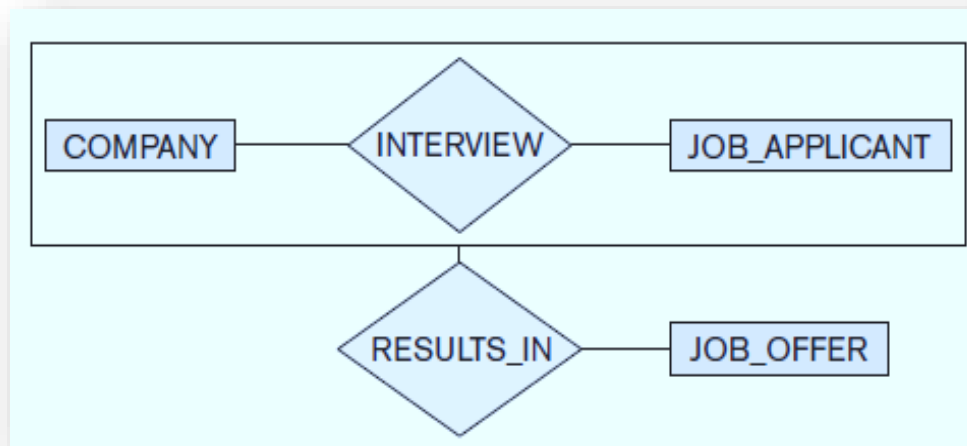 COMPANY
INTERVIEW
JOB_APPLICANT
RESULTS_IN
JOB_OFFER